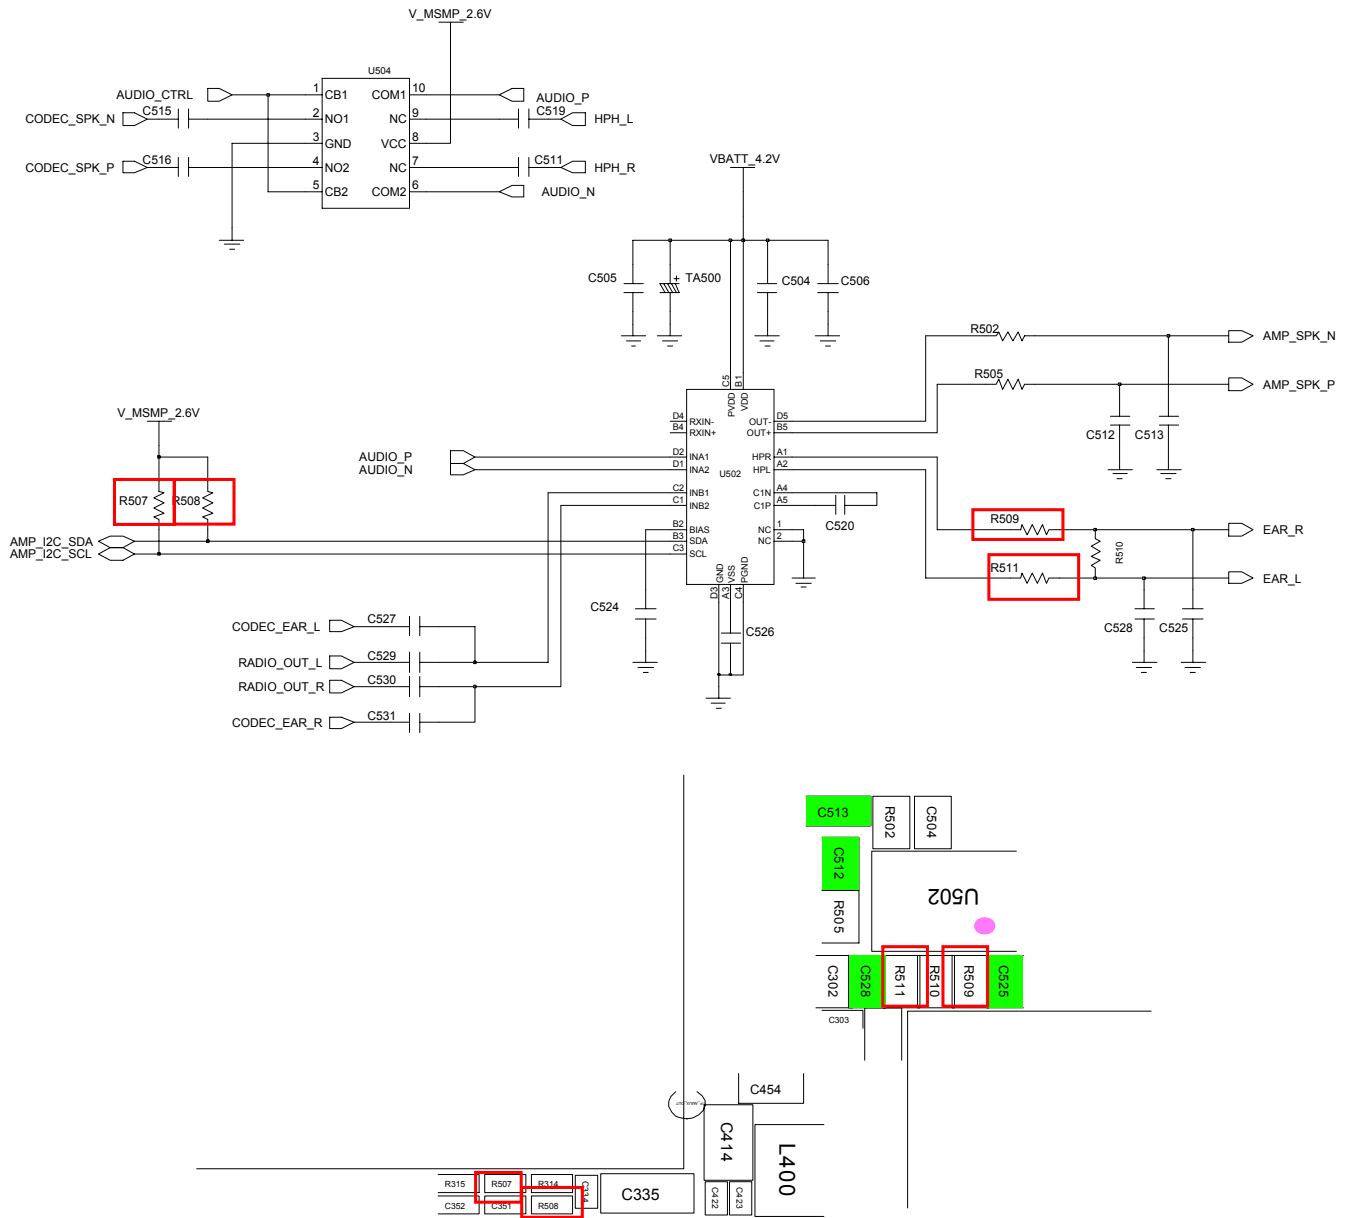 V_MSMP_2.6V
U504
AUDIO_CTRL
1 CB1 COM1 10
AUDIO_P
CODEC_SPK_N
C515
2 NO1 NC 9
C519
HPH_L
3 GND VCC 8
CODEC_SPK_P
C516
4 NO2 NC 7
C511
HPH_R
5 CB2 COM2 6
AUDIO_N
VBATT_4.2V
C505
+ TA500
C504
C506
R502
AMP_SPK_N
R505
AMP_SPK_P
C512
C513
C5 B1
PVDD VDD
D4 RXIN- OUT- D5
B4 RXIN+ OUT+ B5
AUDIO_P
D2 INA1 HPR A1
AUDIO_N
D1 INA2 HPL A2
U502
C2 INB1 C1N A4
C1 INB2 C1P A5
C520
B2 BIAS NC 1
B3 SDA NC 2
C3 SCL
GND VSS PGND
D3 A3 C4
V_MSMP_2.6V
R507
R508
AMP_I2C_SDA
AMP_I2C_SCL
R509
EAR_R
R510
R511
EAR_L
C528
C525
C524
C526
CODEC_EAR_L
C527
RADIO_OUT_L
C529
RADIO_OUT_R
C530
CODEC_EAR_R
C531
C513
R502
C504
C512
R505
U502
C302
C528
R511
R510
R509
C525
C303
C454
C414
L400
R315
R507
R314
C334
C335
C422
C423
C352
C351
R508